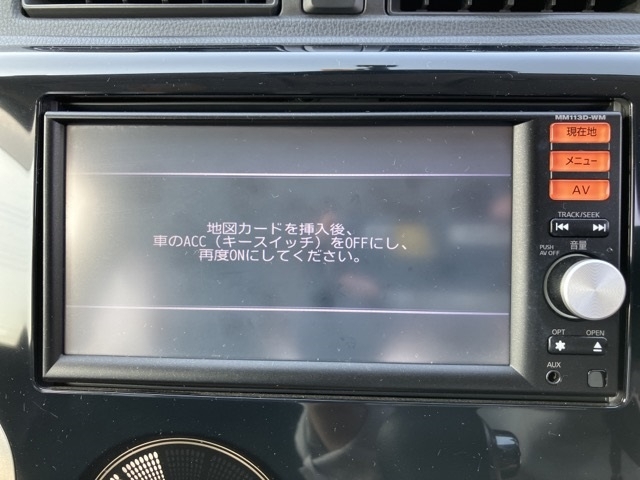 MM113D-WM
現在地
メニュー
AV
TRACK/SEEK
音量
PUSH
AV OFF
地図カードを挿入後、
車のACC（キースイッチ）をOFFにし、
再度ONにしてください。
OPT
OPEN
AUX